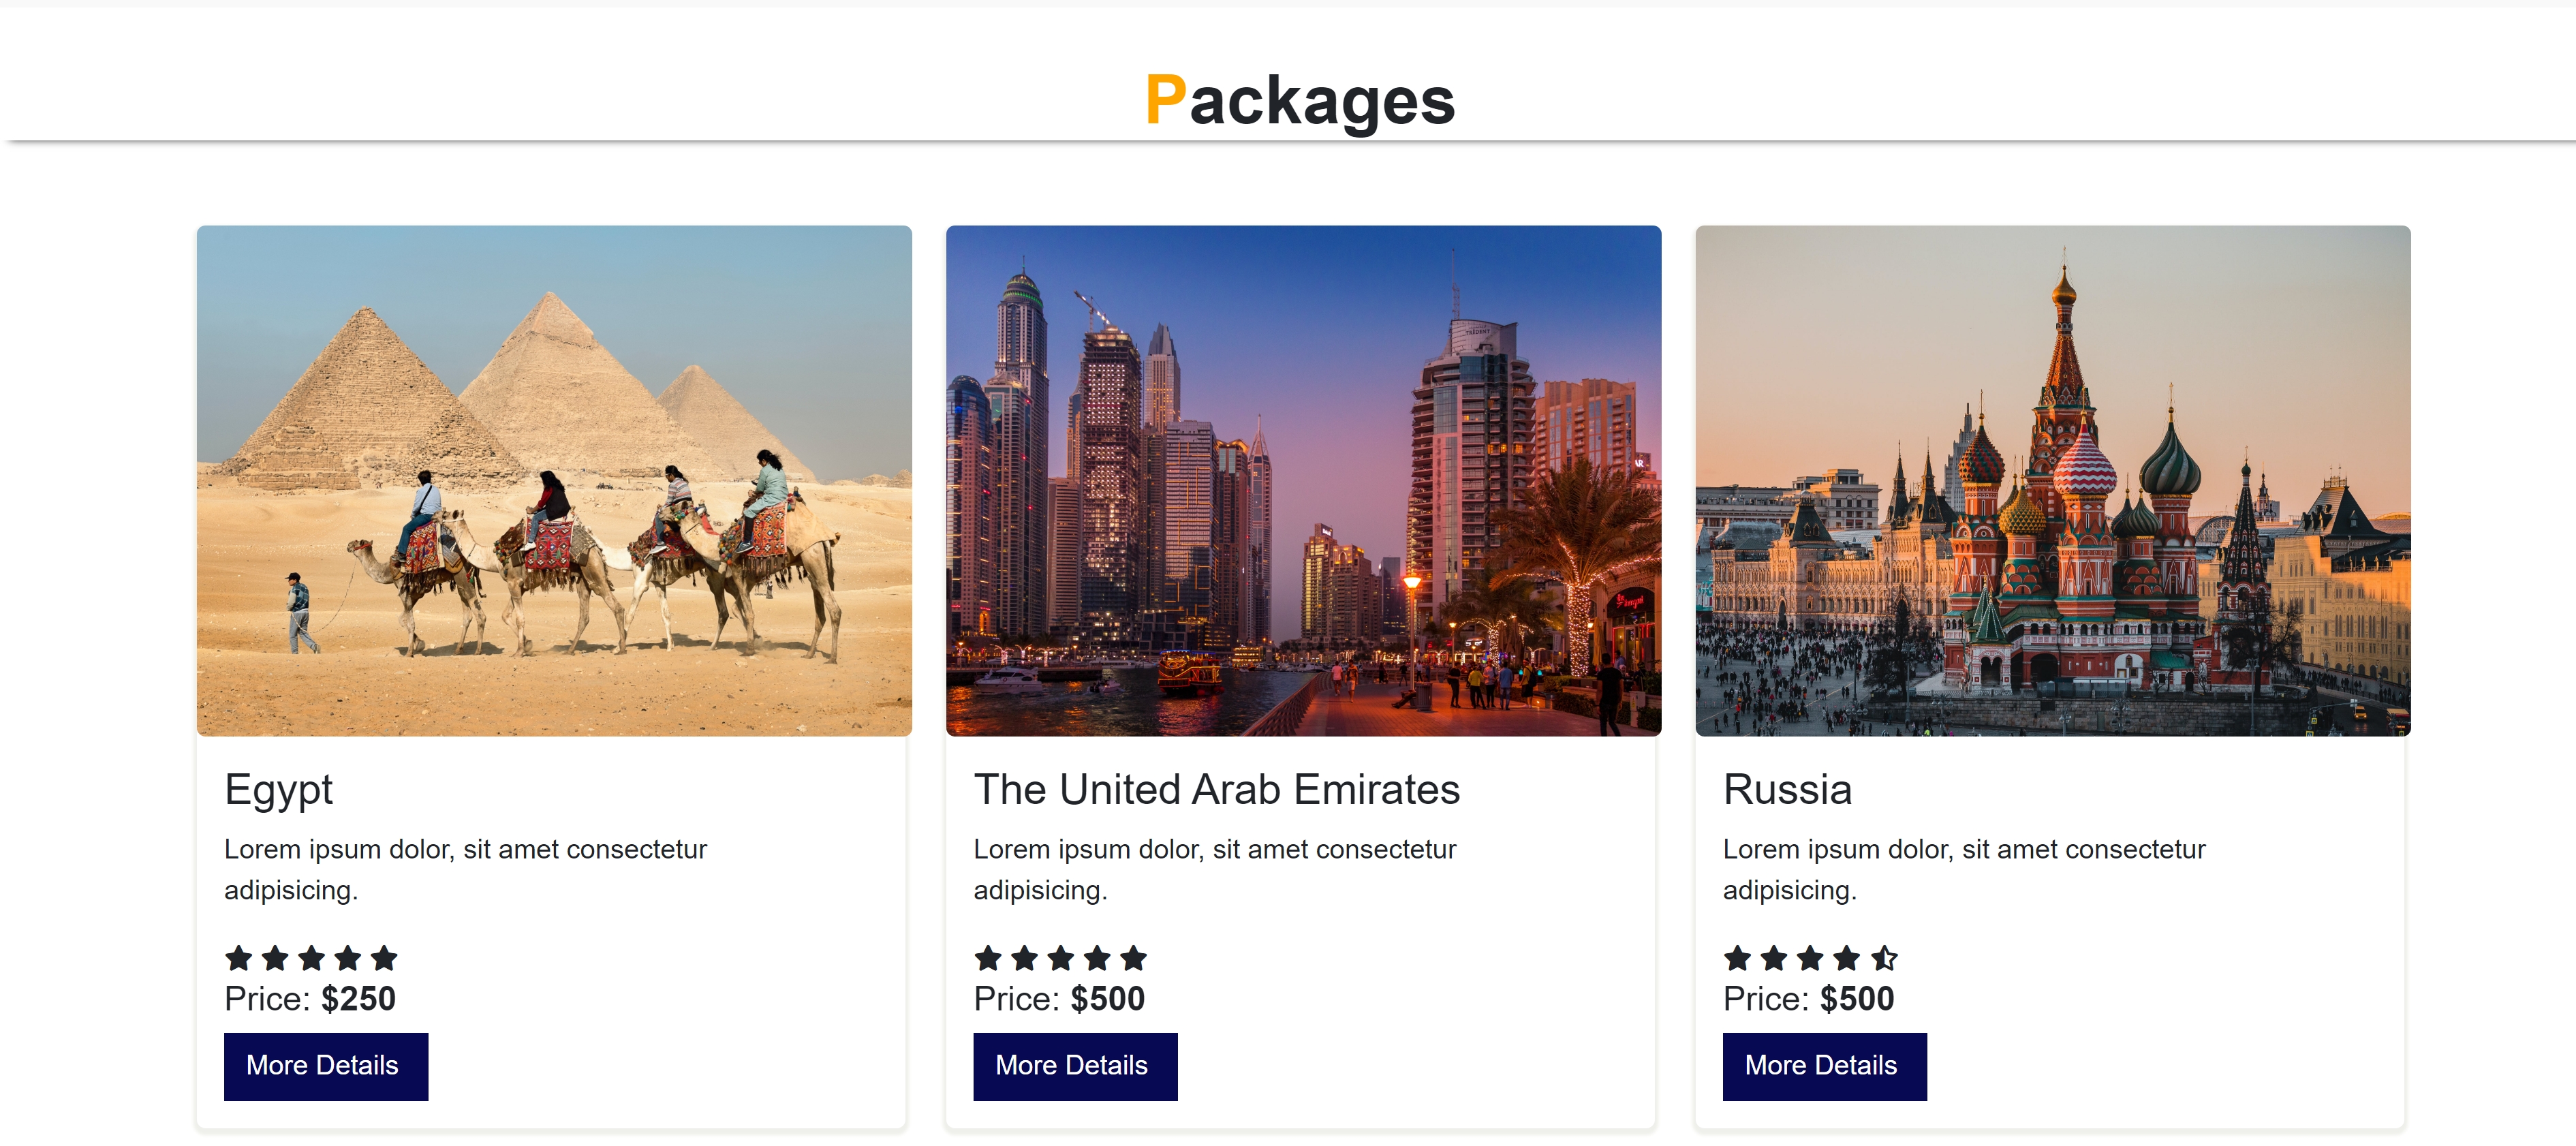 Packages
Egypt
Lorem ipsum dolor, sit amet consectetur
adipisicing.
Price: $250
More Details
The United Arab Emirates
Lorem ipsum dolor, sit amet consectetur
adipisicing.
Price: $500
More Details
Russia
Lorem ipsum dolor, sit amet consectetur
adipisicing.
Price: $500
More Details